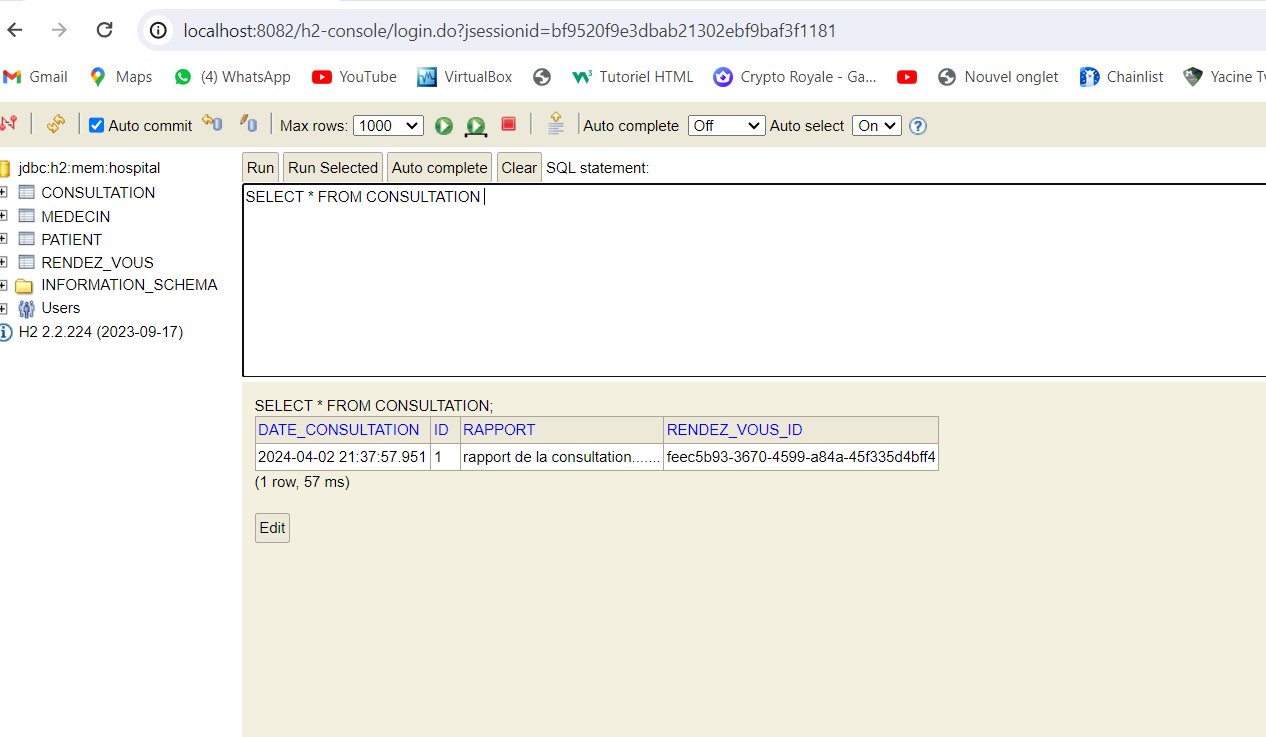 localhost:8082/h2-console/login.do?jsessionid=bf9520f9e3dbab21302ebf9baf3f1181
Gmail Maps (4) WhatsApp YouTube VirtualBox Tutoriel HTML Crypto Royale - Ga... Nouvel onglet Chainlist Yacine
Auto commit Max rows: 1000 Auto complete Off Auto select On
jdbc:h2:mem:hospital
CONSULTATION
MEDECIN
PATIENT
RENDEZ_VOUS
INFORMATION_SCHEMA
Users
H2 2.2.224 (2023-09-17)
Run Run Selected Auto complete Clear SQL statement:
SELECT * FROM CONSULTATION
SELECT * FROM CONSULTATION;
DATE_CONSULTATION ID RAPPORT RENDEZ_VOUS_ID
2024-04-02 21:37:57.951 1 rapport de la consultation....... feec5b93-3670-4599-a84a-45f335d4bff4
(1 row, 57 ms)
Edit